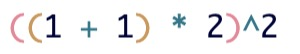 ((1 + 1) * 2)^2